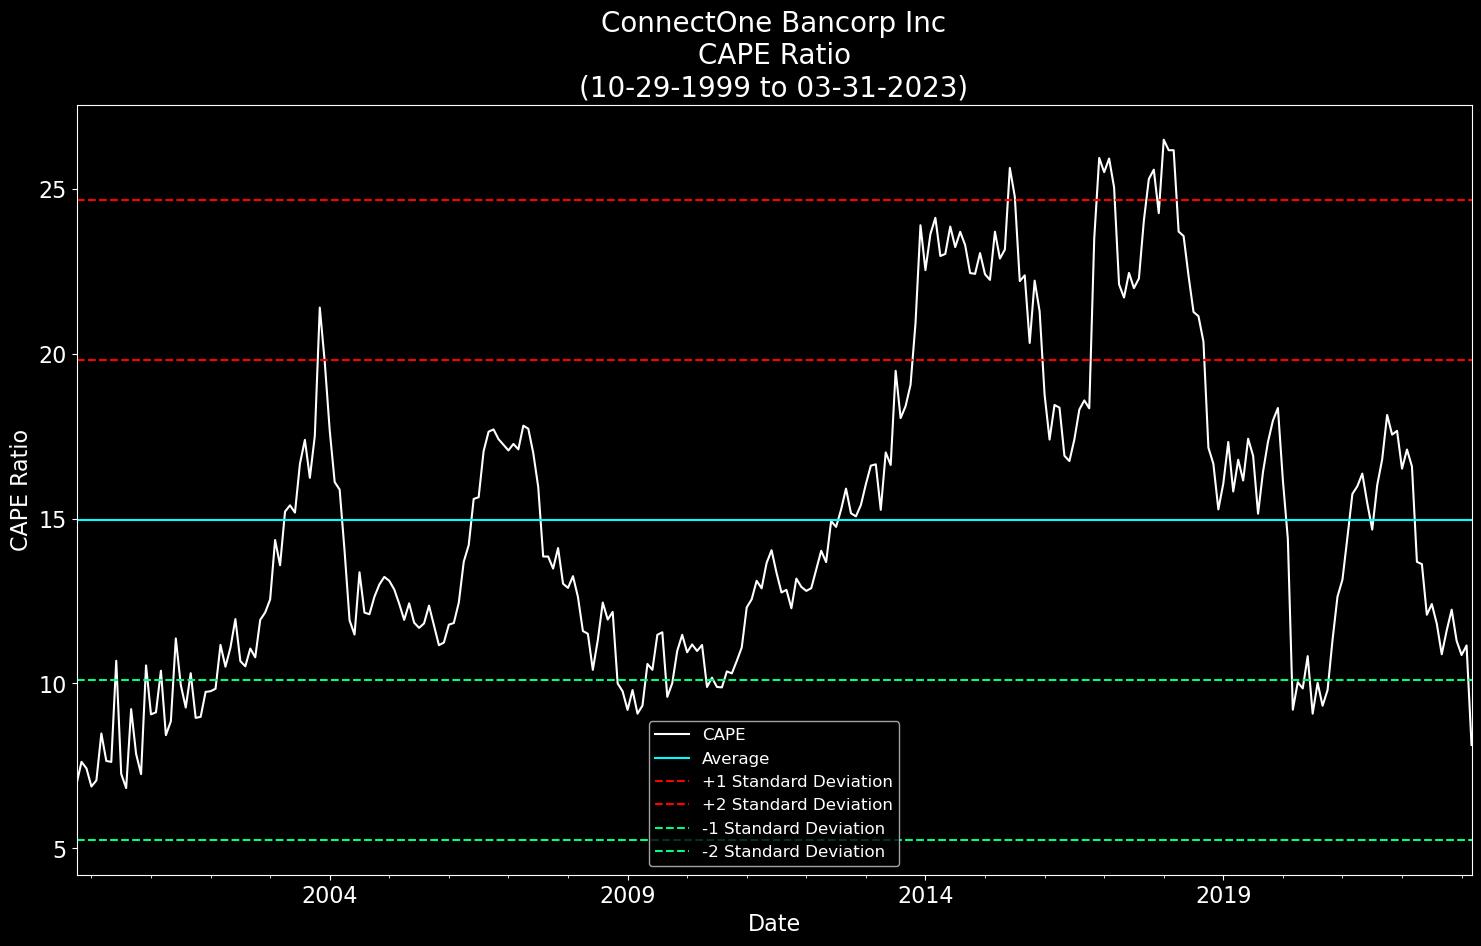 ConnectOne Bancorp Inc
CAPE Ratio
(10-29-1999 to 03-31-2023)
25
20
15
10
5
CAPE Ratio
CAPE
Average
+1 Standard Deviation
+2 Standard Deviation
-1 Standard Deviation
-2 Standard Deviation
2004
2009
2014
2019
Date